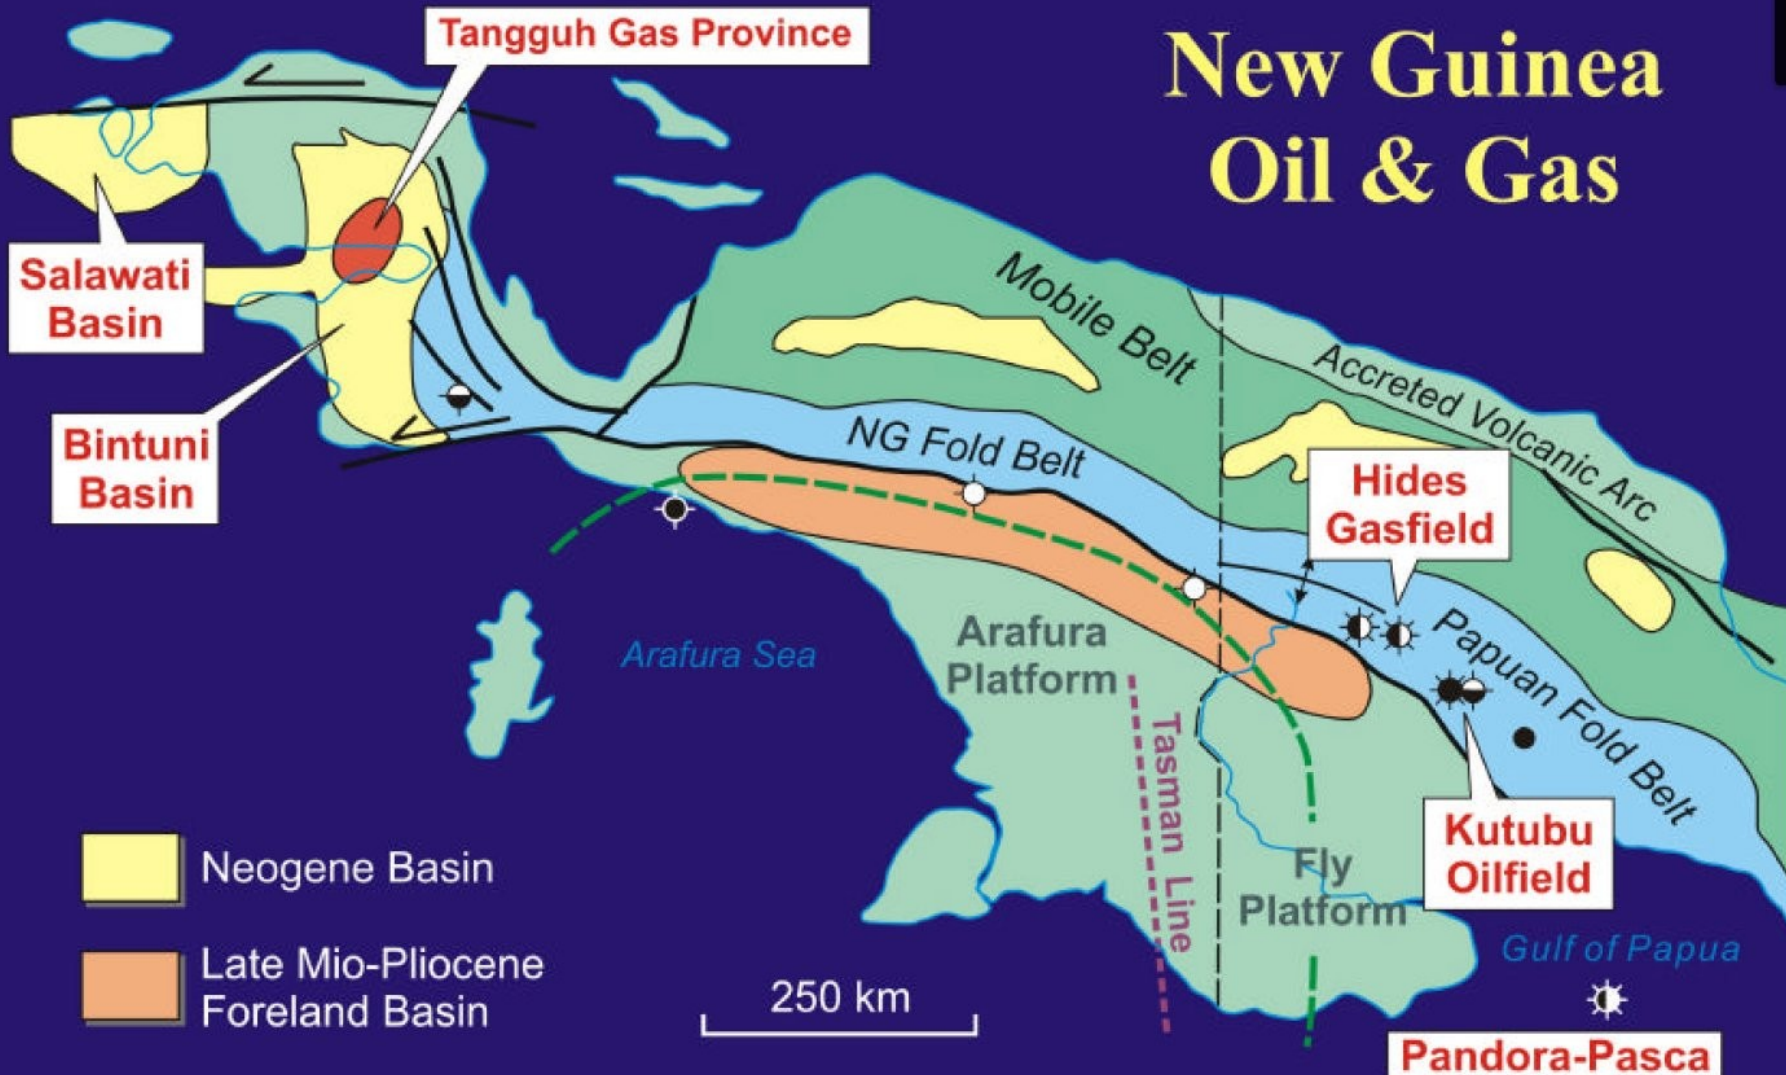 New Guinea
Oil & Gas
Tangguh Gas Province
Salawati
Basin
Bintuni
Basin
Mobile Belt
Accreted Volcanic Arc
NG Fold Belt
Hides
Gasfield
Papuan Fold Belt
Arafura Sea
Arafura
Platform
Tasman Line
Kutubu
Oilfield
Fly
Platform
Gulf of Papua
Pandora-Pasca
Neogene Basin
Late Mio-Pliocene
Foreland Basin
250 km